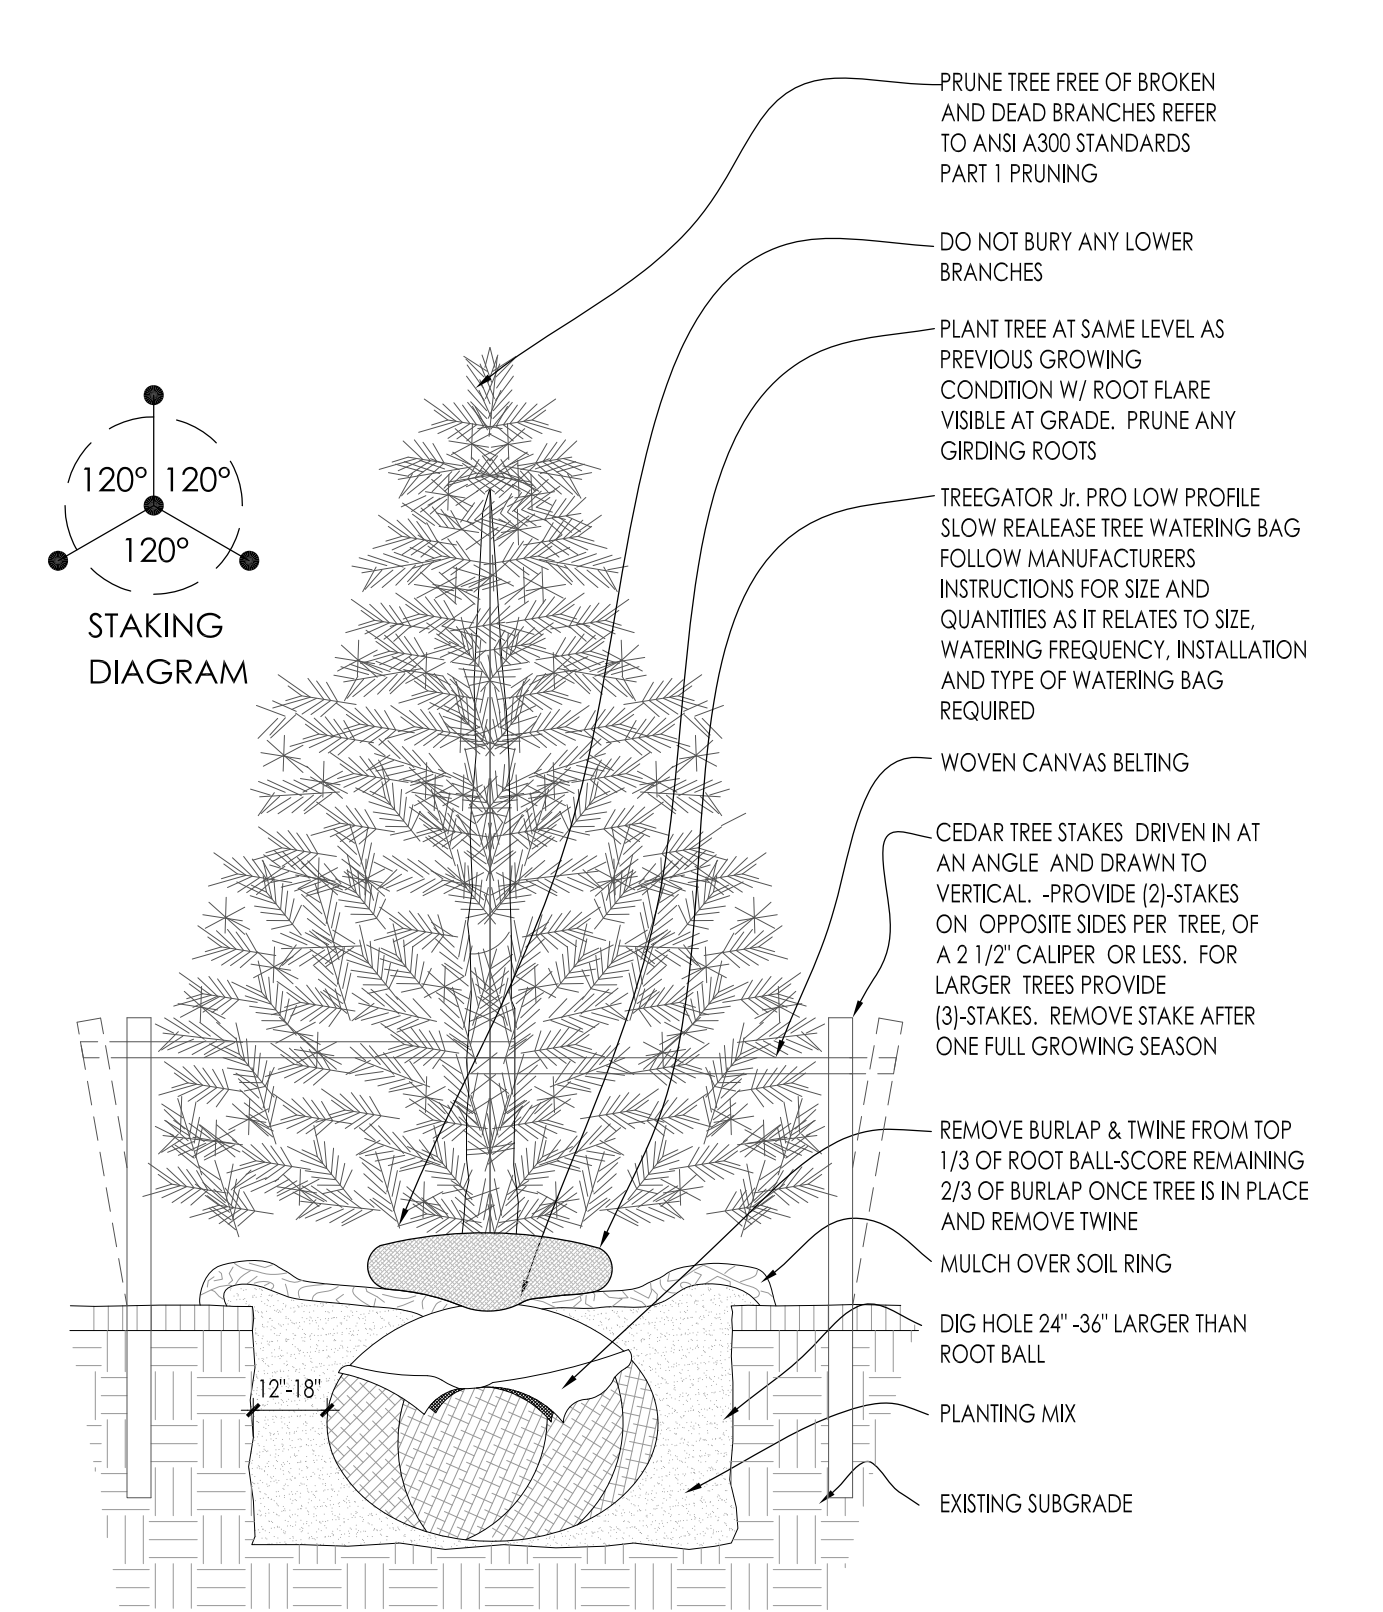 PRUNE TREE FREE OF BROKEN
AND DEAD BRANCHES REFER
TO ANSI A300 STANDARDS
PART 1 PRUNING
DO NOT BURY ANY LOWER
BRANCHES
PLANT TREE AT SAME LEVEL AS
PREVIOUS GROWING
CONDITION W/ ROOT FLARE
VISIBLE AT GRADE. PRUNE ANY
GIRDING ROOTS
120° 120°
120°
STAKING
DIAGRAM
TREEGATOR Jr. PRO LOW PROFILE
SLOW REALEASE TREE WATERING BAG
FOLLOW MANUFACTURERS
INSTRUCTIONS FOR SIZE AND
QUANTITIES AS IT RELATES TO SIZE,
WATERING FREQUENCY, INSTALLATION
AND TYPE OF WATERING BAG
REQUIRED
WOVEN CANVAS BELTING
CEDAR TREE STAKES DRIVEN IN AT
AN ANGLE AND DRAWN TO
VERTICAL. -PROVIDE (2)-STAKES
ON OPPOSITE SIDES PER TREE, OF
A 2 1/2" CALIPER OR LESS. FOR
LARGER TREES PROVIDE
(3)-STAKES. REMOVE STAKE AFTER
ONE FULL GROWING SEASON
REMOVE BURLAP & TWINE FROM TOP
1/3 OF ROOT BALL-SCORE REMAINING
2/3 OF BURLAP ONCE TREE IS IN PLACE
AND REMOVE TWINE
MULCH OVER SOIL RING
DIG HOLE 24" -36" LARGER THAN
ROOT BALL
12"-18"
PLANTING MIX
EXISTING SUBGRADE